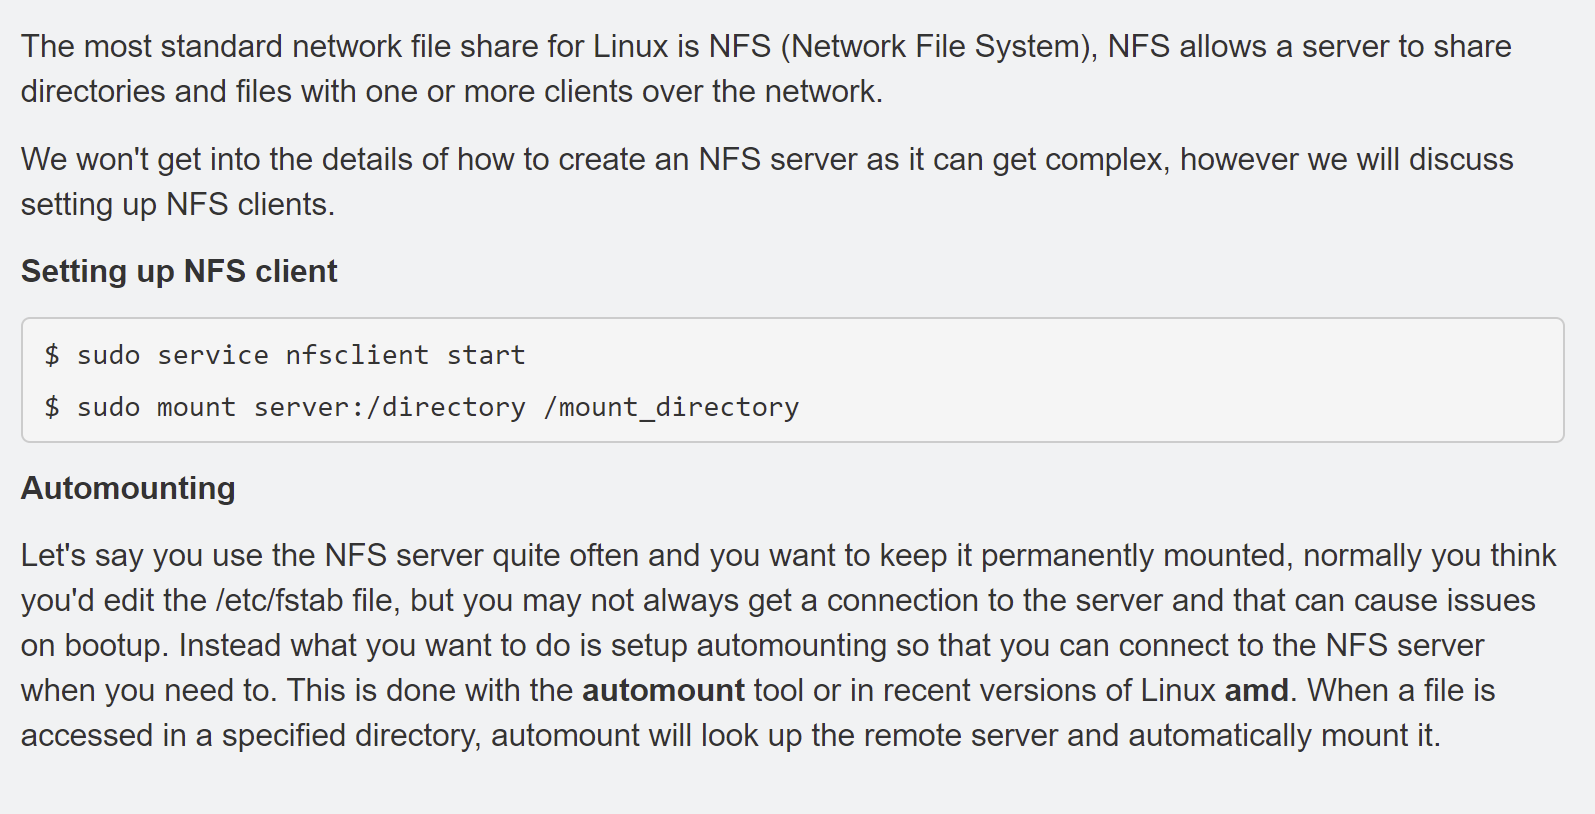 The most standard network file share for Linux is NFS (Network File System), NFS allows a server to share
directories and files with one or more clients over the network.
We won't get into the details of how to create an NFS server as it can get complex, however we will discuss
setting up NFS clients.
Setting up NFS client
$ sudo service nfsclient start
$ sudo mount server:/directory /mount_directory
Automounting
Let's say you use the NFS server quite often and you want to keep it permanently mounted, normally you think
you'd edit the /etc/fstab file, but you may not always get a connection to the server and that can cause issues
on bootup. Instead what you want to do is setup automounting so that you can connect to the NFS server
when you need to. This is done with the automount tool or in recent versions of Linux amd. When a file is
accessed in a specified directory, automount will look up the remote server and automatically mount it.